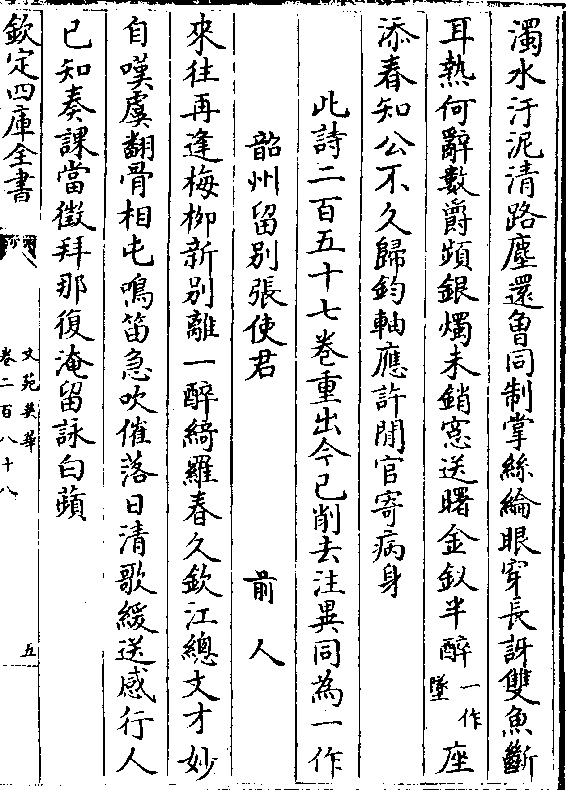 濁水汙泥清路塵還曾同制掌絲綸眼穿長訝雙魚斷
耳熱何辭數爵頻銀燭未銷窓送曙金釵半醉一作墜座
添春知公不久歸鈞軸應許閒官寄病身
此詩二百五十七卷重出今已削去注異同為一作
韶州留别張使君 前人
來往再逢梅柳新别離一醉綺羅春久欽江總文才妙
自嘆虞翻骨相屯鳴笛急吹催落日清歌緩送感行人
已知奏課當徵拜那復淹留詠白蘋
欽定四庫全書
文苑英華
卷二百八十八
五